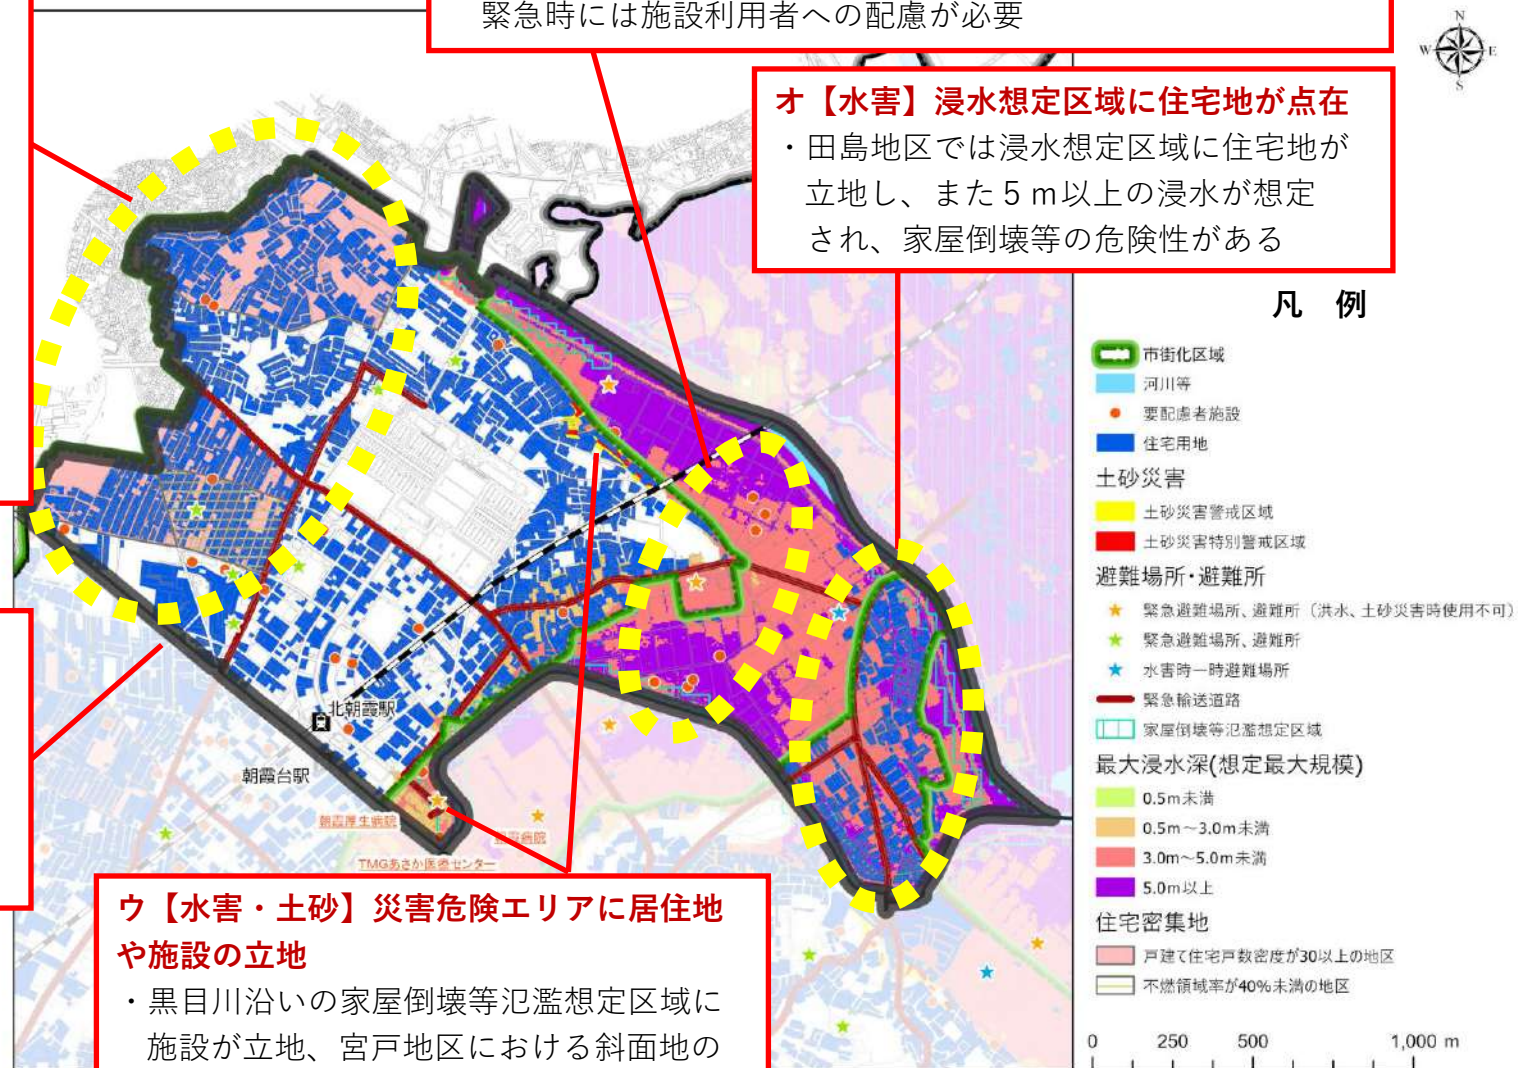 緊急時には施設利用者への配慮が必要
N
W
E
S
オ【水害】浸水想定区域に住宅地が点在
・田島地区では浸水想定区域に住宅地が
立地し、また５ｍ以上の浸水が想定
され、家屋倒壊等の危険性がある
凡 例
市街化区域
河川等
要配慮者施設
住宅用地
土砂災害
土砂災害警戒区域
土砂災害特別警戒区域
避難場所・避難所
緊急避難場所、避難所（洪水、土砂災害時使用不可）
緊急避難場所、避難所
水害時一時避難場所
緊急輸送道路
家屋倒壊等氾濫想定区域
最大浸水深(想定最大規模)
0.5m未満
0.5m～3.0m未満
3.0m～5.0m未満
5.0m以上
住宅密集地
戸建て住宅戸数密度が30以上の地区
不燃領域率が40%未満の地区
0 250 500 1,000 m
北朝霞駅
朝霞台駅
朝霞厚生病院
朝霞病院
TMGあさか医療センター
ウ【水害・土砂】災害危険エリアに居住地
や施設の立地
・黒目川沿いの家屋倒壊等氾濫想定区域に
施設が立地、宮戸地区における斜面地の